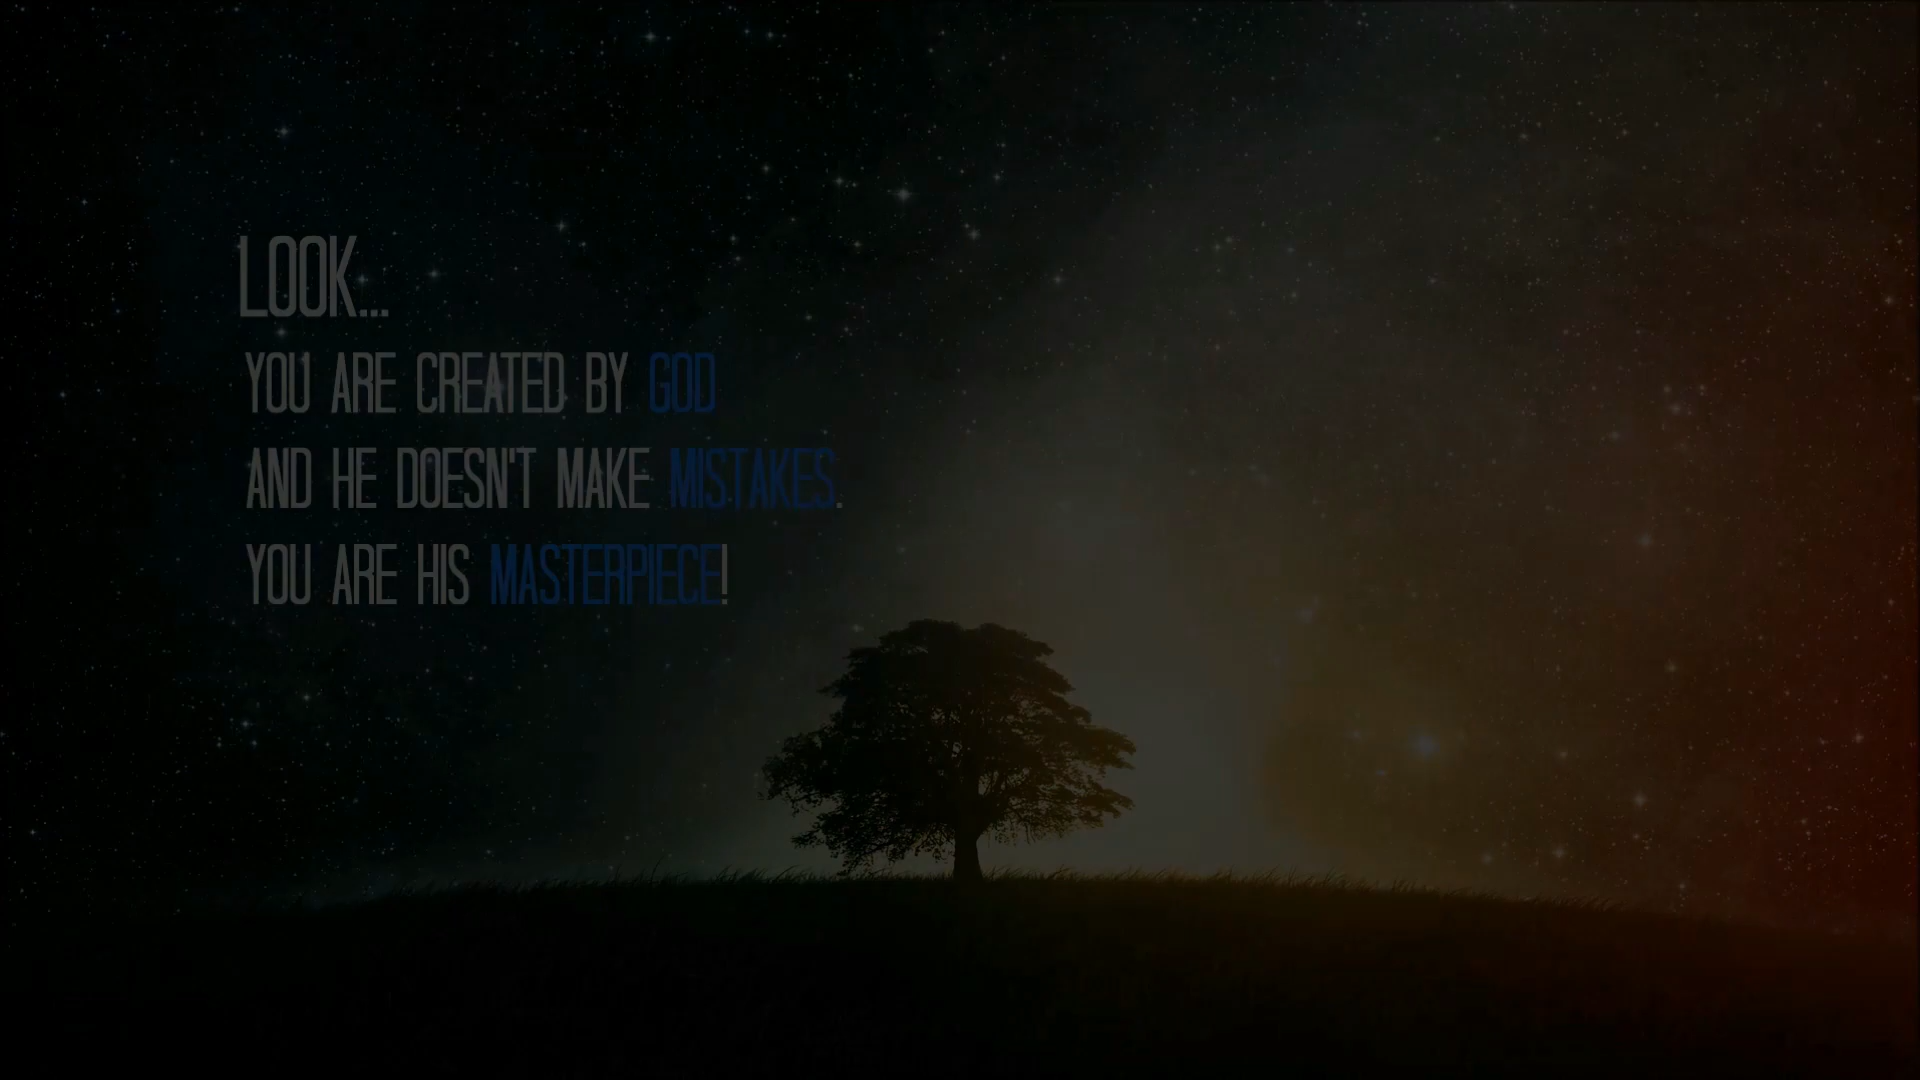 LOOK...
YOU ARE CREATED BY GOD
AND HE DOESN'T MAKE MISTAKES.
YOU ARE HIS MASTERPIECE!